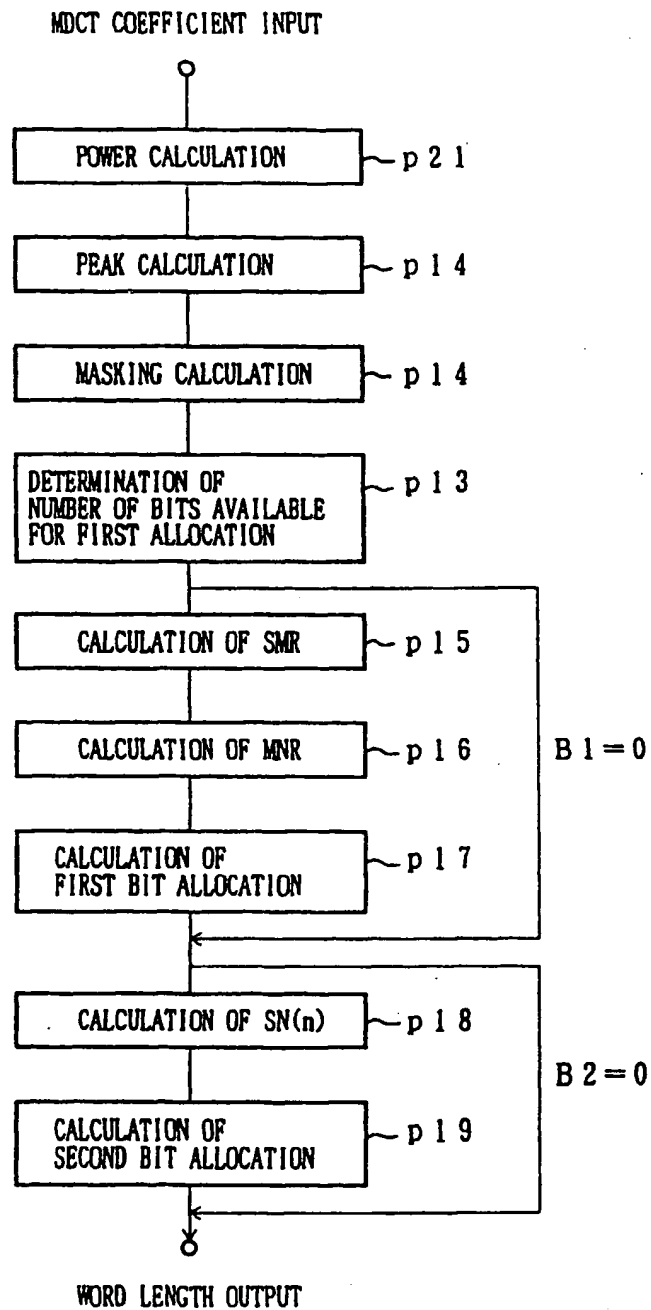 MDCT COEFFICIENT INPUT
POWER CALCULATION
p21
PEAK CALCULATION
p14
MASKING CALCULATION
p14
DETERMINATION OF
NUMBER OF BITS AVAILABLE
FOR FIRST ALLOCATION
p13
CALCULATION OF SMR
p15
CALCULATION OF MNR
p16
B1=0
CALCULATION OF
FIRST BIT ALLOCATION
p17
CALCULATION OF SN(n)
p18
B2=0
CALCULATION OF
SECOND BIT ALLOCATION
p19
WORD LENGTH OUTPUT